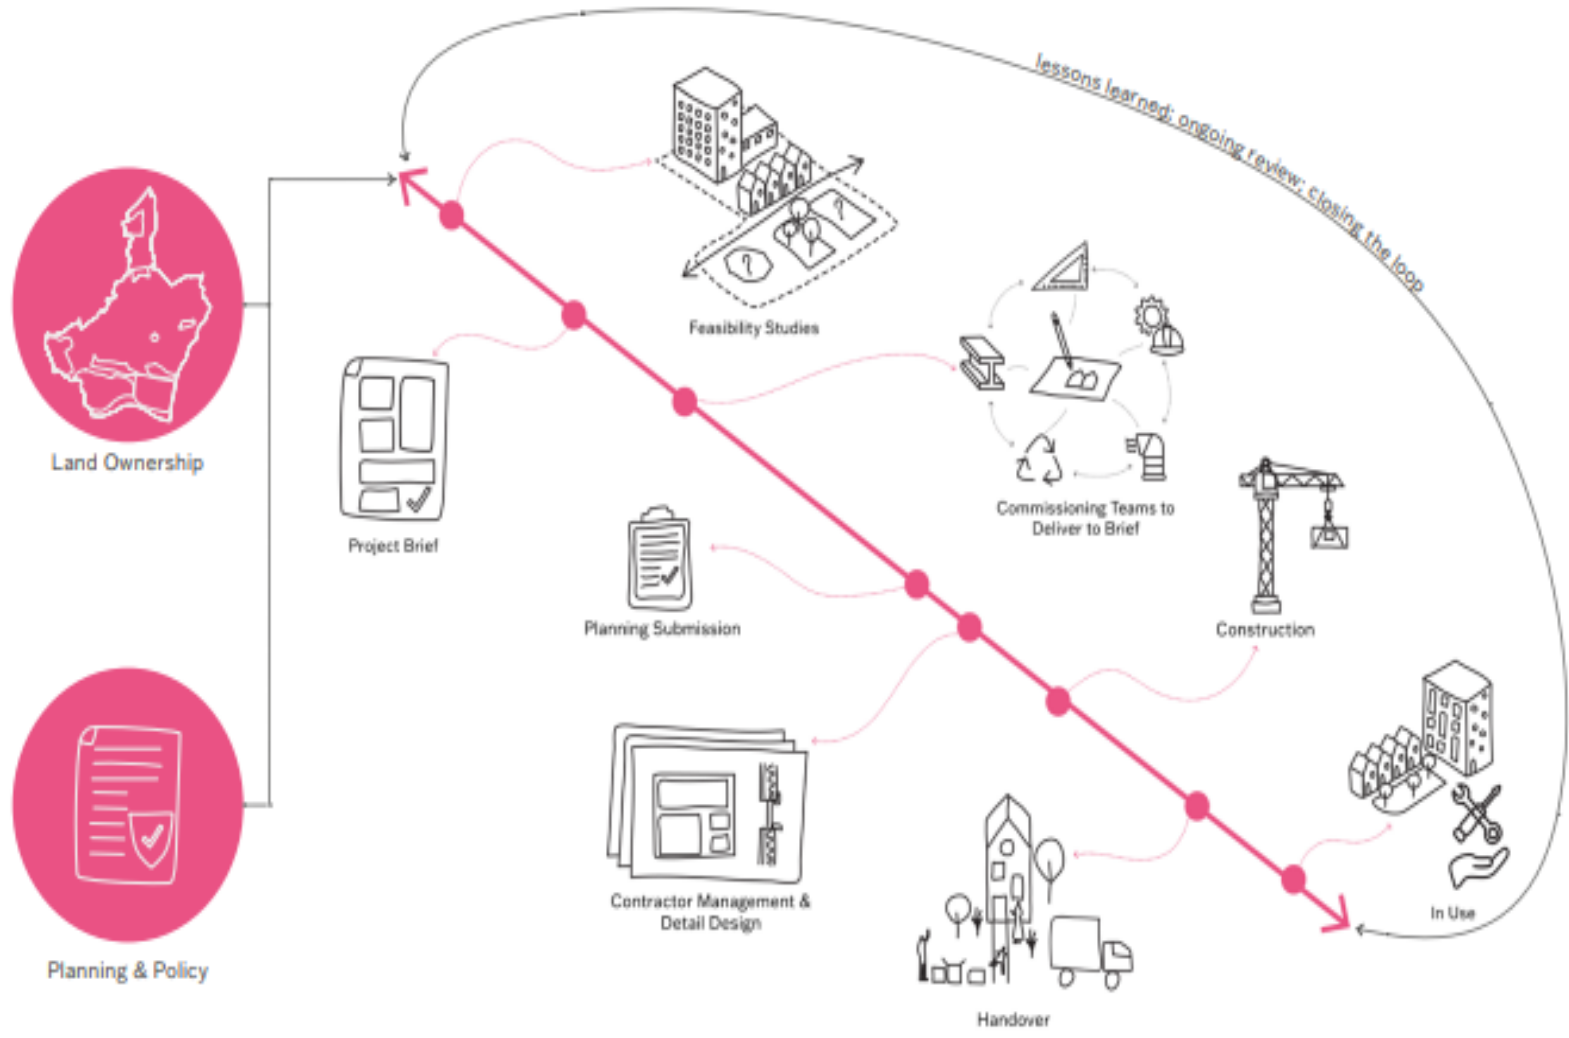 lessons learned; ongoing review; closing the loop
Feasibility Studies
Land Ownership
Project Brief
Commissioning Teams to
Deliver to Brief
Planning Submission
Construction
Contractor Management &
Detail Design
In Use
Planning & Policy
Handover